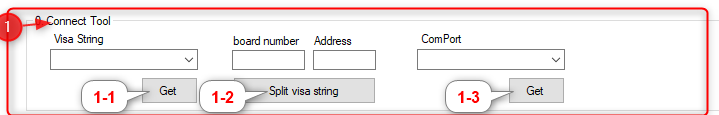 1 0. Connect Tool
Visa String board number Address ComPort
1-1 Get 1-2 Split visa string 1-3 Get